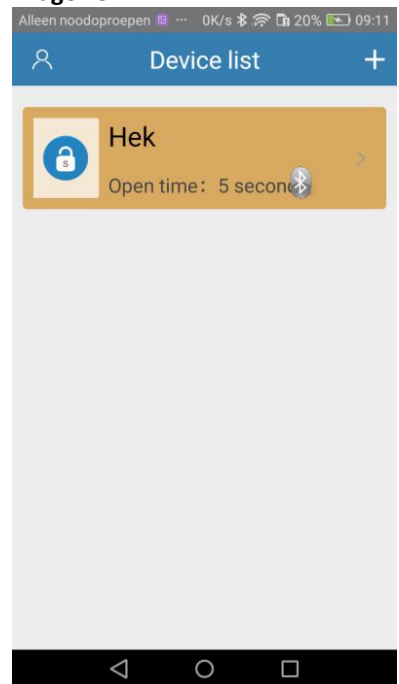 Alleen noodoproepen ... 0K/s 20% 09:11
Device list
+
Hek
S
Open time: 5 secon